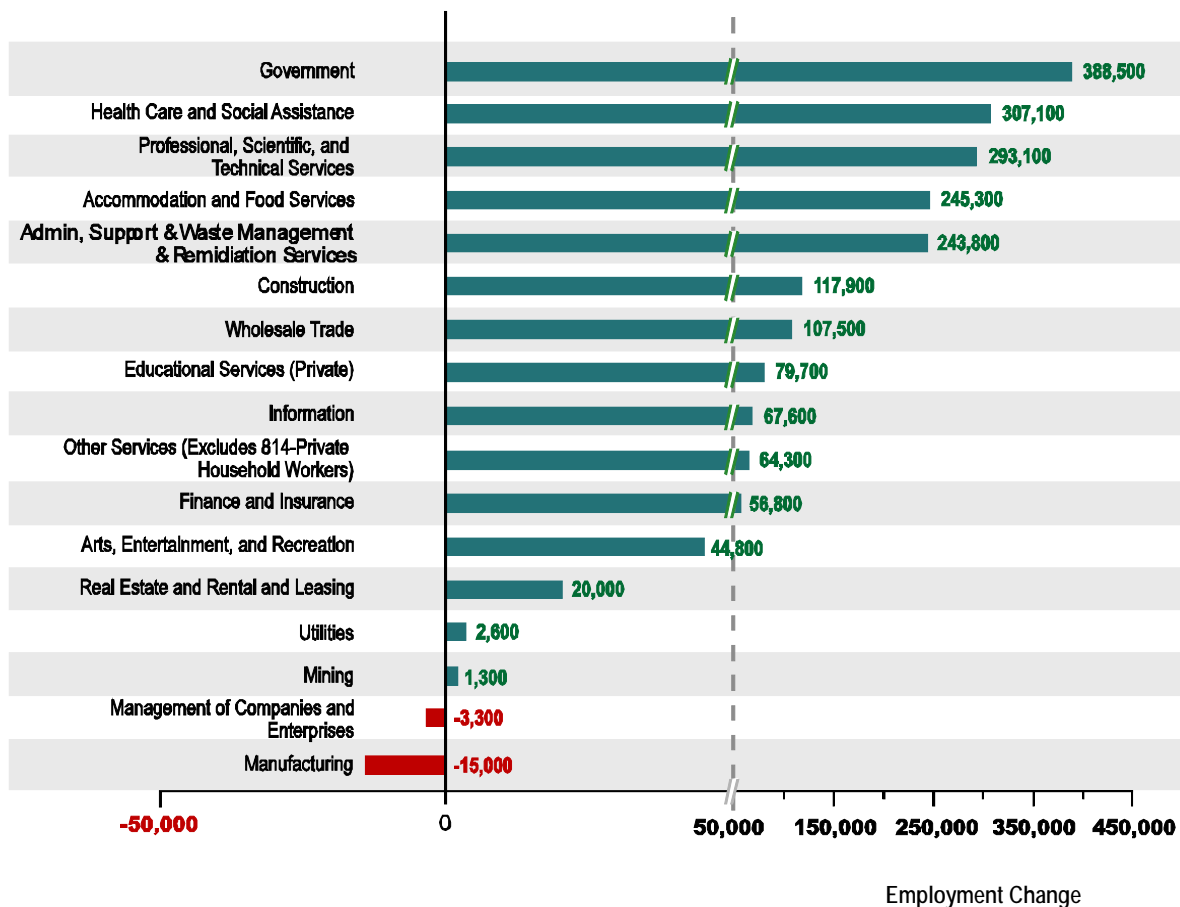 Government 388,500
Health Care and Social Assistance 307,100
Professional, Scientific, and
Technical Services 293,100
Accommodation and Food Services 245,300
Admin, Support & Waste Management
& Remidiation Services 243,800
Construction 117,900
Wholesale Trade 107,500
Educational Services (Private) 79,700
Information 67,600
Other Services (Excludes 814-Private
Household Workers) 64,300
Finance and Insurance 56,800
Arts, Entertainment, and Recreation 44,800
Real Estate and Rental and Leasing 20,000
Utilities 2,600
Mining 1,300
Management of Companies and
Enterprises -3,300
Manufacturing -15,000
-50,000 0 50,000 150,000 250,000 350,000 450,000
Employment Change